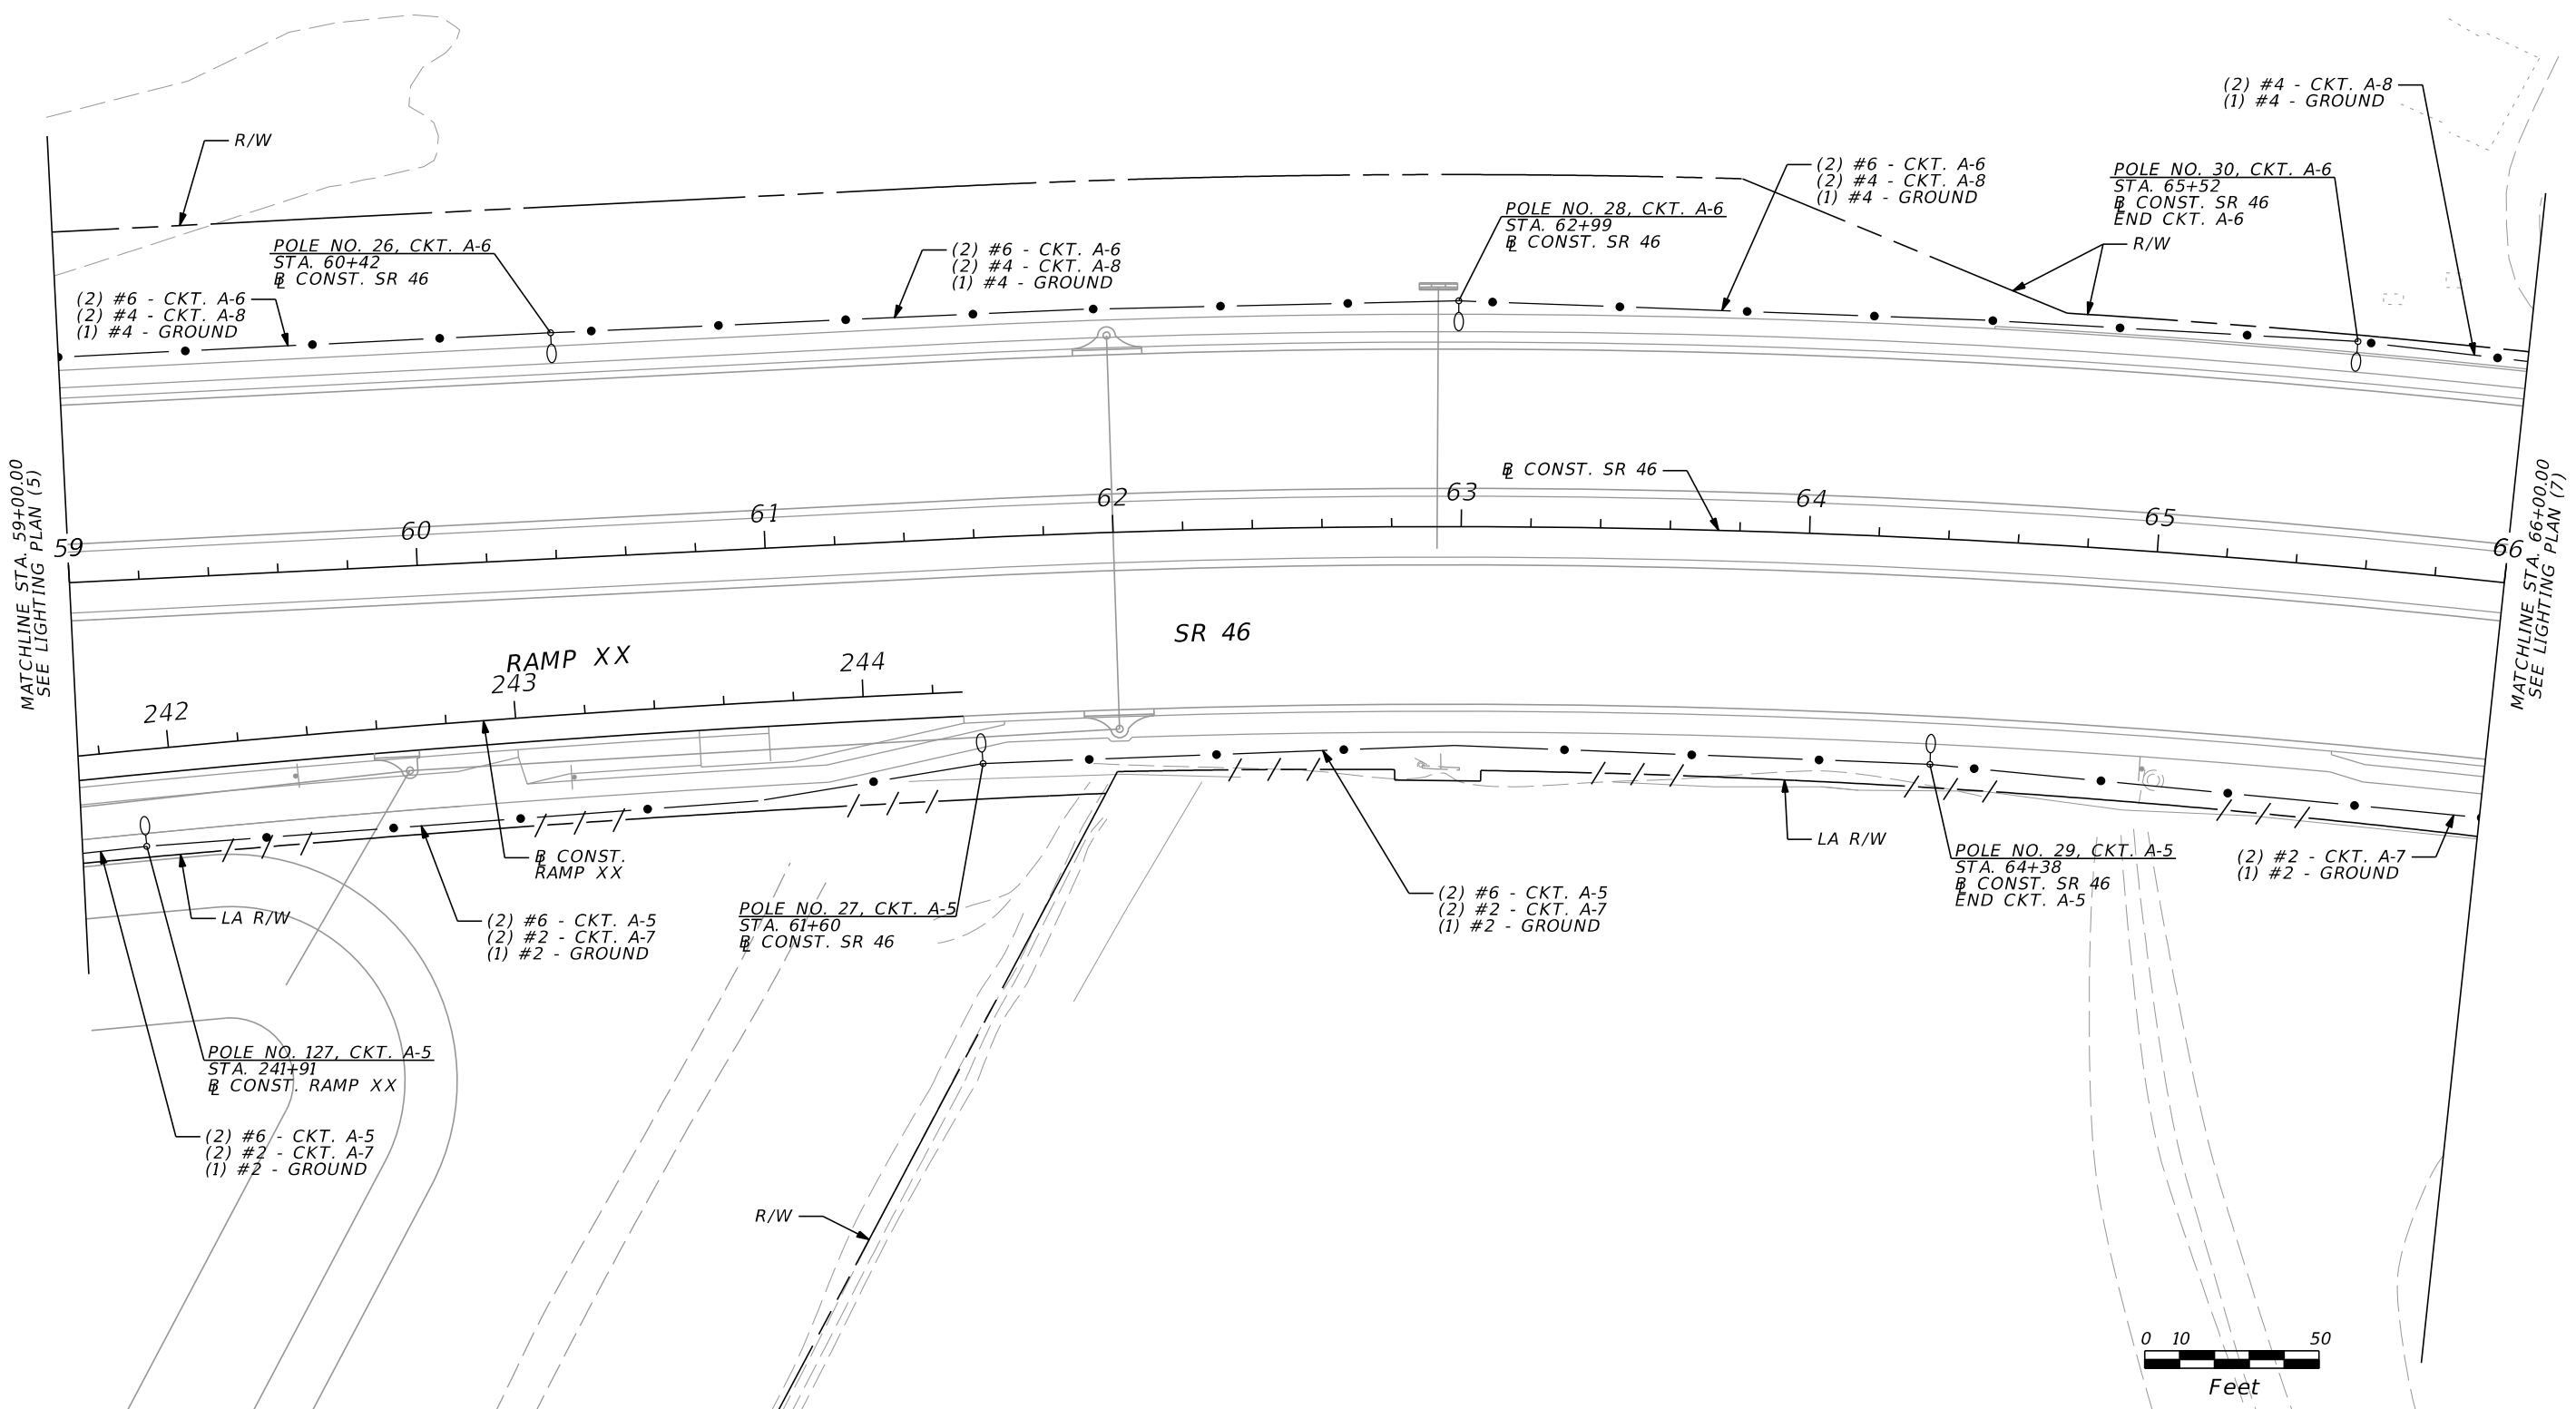 (2) #4 - CKT. A-8
(1) #4 - GROUND
R/W
(2) #6 - CKT. A-6
(2) #4 - CKT. A-8
(1) #4 - GROUND
POLE NO. 30, CKT. A-6
STA. 65+52
BL CONST. SR 46
END CKT. A-6
R/W
POLE NO. 28, CKT. A-6
STA. 62+99
BL CONST. SR 46
POLE NO. 26, CKT. A-6
STA. 60+42
BL CONST. SR 46
(2) #6 - CKT. A-6
(2) #4 - CKT. A-8
(1) #4 - GROUND
(2) #6 - CKT. A-6
(2) #4 - CKT. A-8
(1) #4 - GROUND
BL CONST. SR 46
59
60
61
62
63
64
65
66
MATCHLINE STA. 59+00.00
SEE LIGHTING PLAN (5)
MATCHLINE STA. 66+00.00
SEE LIGHTING PLAN (7)
SR 46
RAMP XX
242
243
244
BL CONST.
RAMP XX
LA R/W
LA R/W
POLE NO. 29, CKT. A-5
STA. 64+38
BL CONST. SR 46
END CKT. A-5
(2) #2 - CKT. A-7
(1) #2 - GROUND
(2) #6 - CKT. A-5
(2) #2 - CKT. A-7
(1) #2 - GROUND
POLE NO. 27, CKT. A-5
STA. 61+60
BL CONST. SR 46
(2) #6 - CKT. A-5
(2) #2 - CKT. A-7
(1) #2 - GROUND
POLE NO. 127, CKT. A-5
STA. 241+91
BL CONST. RAMP XX
(2) #6 - CKT. A-5
(2) #2 - CKT. A-7
(1) #2 - GROUND
R/W
0 10 50
Feet